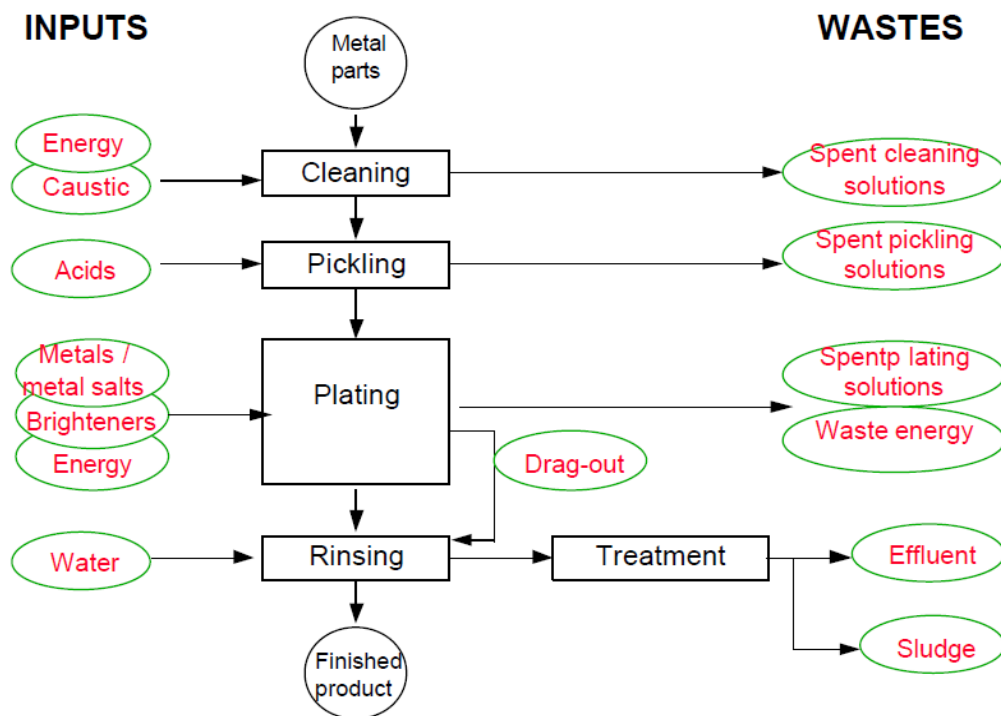 INPUTS
WASTES
Metal
parts
Energy
Caustic
Cleaning
Spent cleaning
solutions
Acids
Pickling
Spent pickling
solutions
Metals /
metal salts
Brighteners
Energy
Plating
Spentp lating
solutions
Waste energy
Drag-out
Water
Rinsing
Treatment
Effluent
Sludge
Finished
product